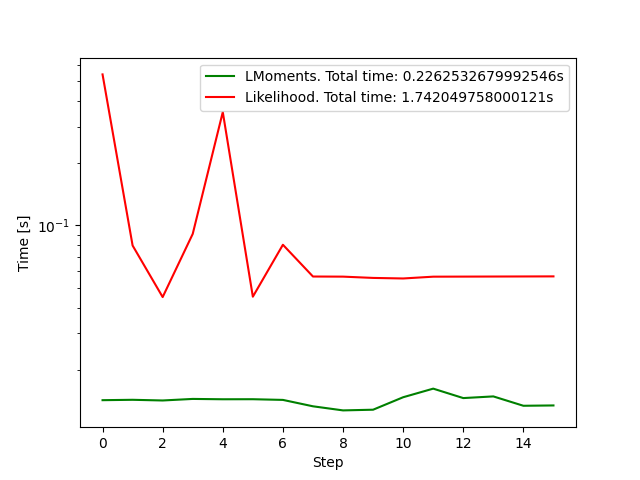 LMoments. Total time: 0.2262532679992546s
Likelihood. Total time: 1.742049758000121s
Time [s]
10⁻¹
0 2 4 6 8 10 12 14
Step